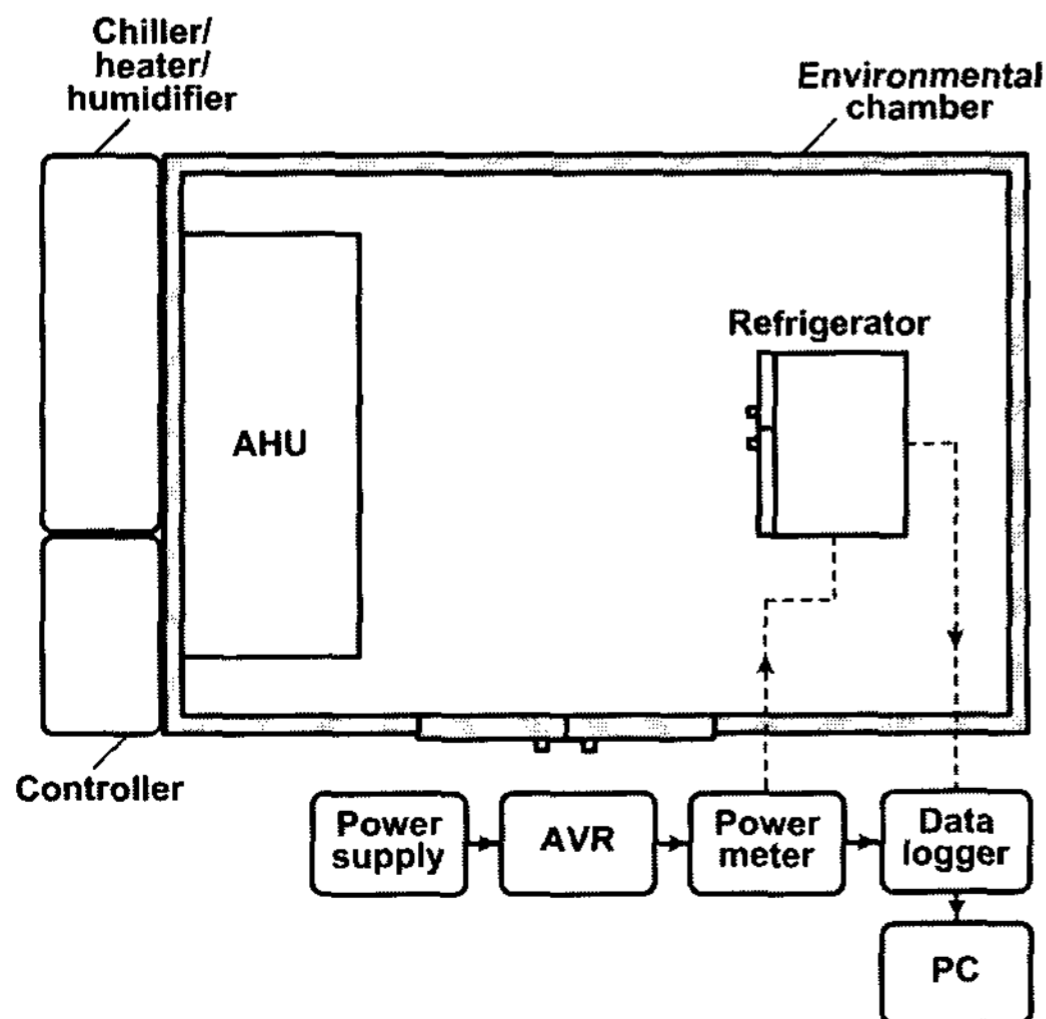 Chiller/
heater/
humidifier
Environmental
chamber
Refrigerator
AHU
Controller
Power
supply
AVR
Power
meter
Data
logger
PC